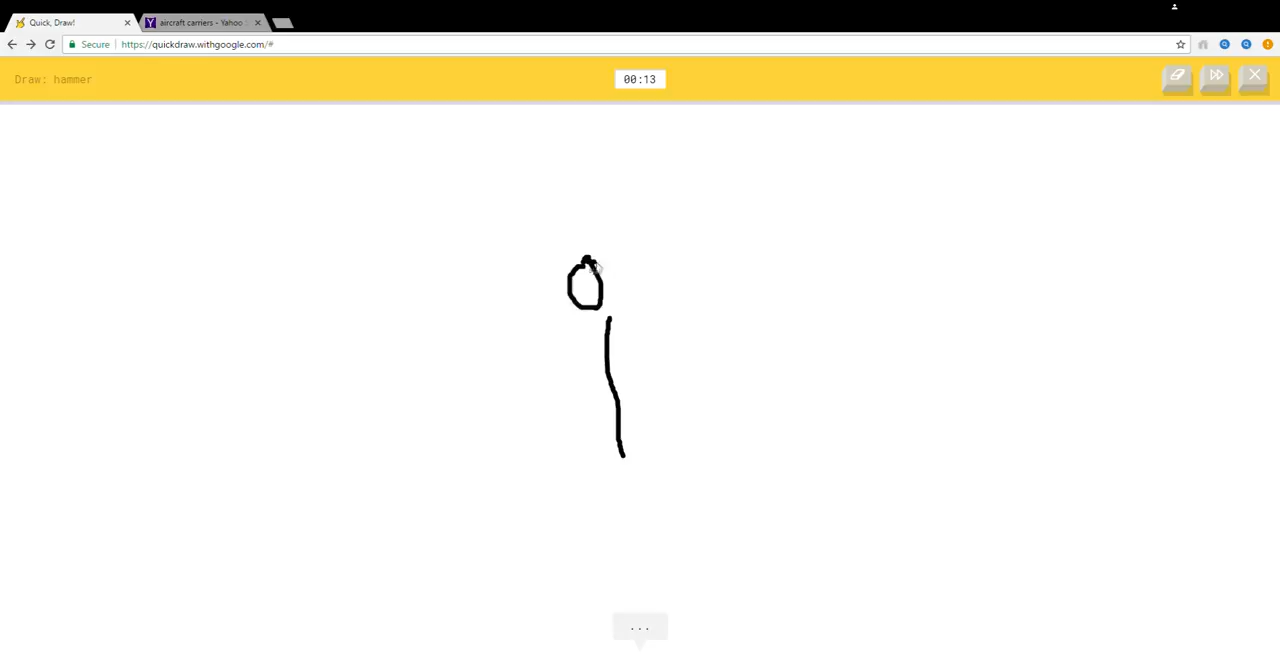 Quick, Draw!
aircraft carriers - Yahoo
Secure
https://quickdraw.withgoogle.com/#
Draw: hammer
00:13
...